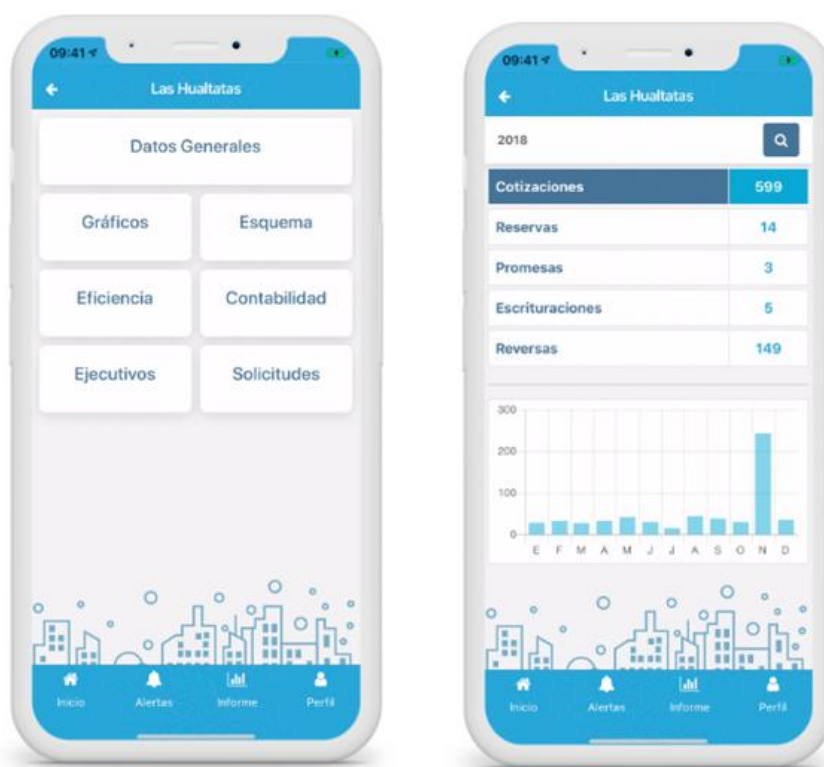 09:41
Las Hualtatas
Datos Generales
Gráficos
Esquema
Eficiencia
Contabilidad
Ejecutivos
Solicitudes
Inicio
Alertas
Informe
Perfil
09:41
Las Hualtatas
2018
Cotizaciones 599
Reservas 14
Promesas 3
Escrituraciones 5
Reversas 149
300
200
100
0
E F M A M J J A S O N D
Inicio
Alertas
Informe
Perfil